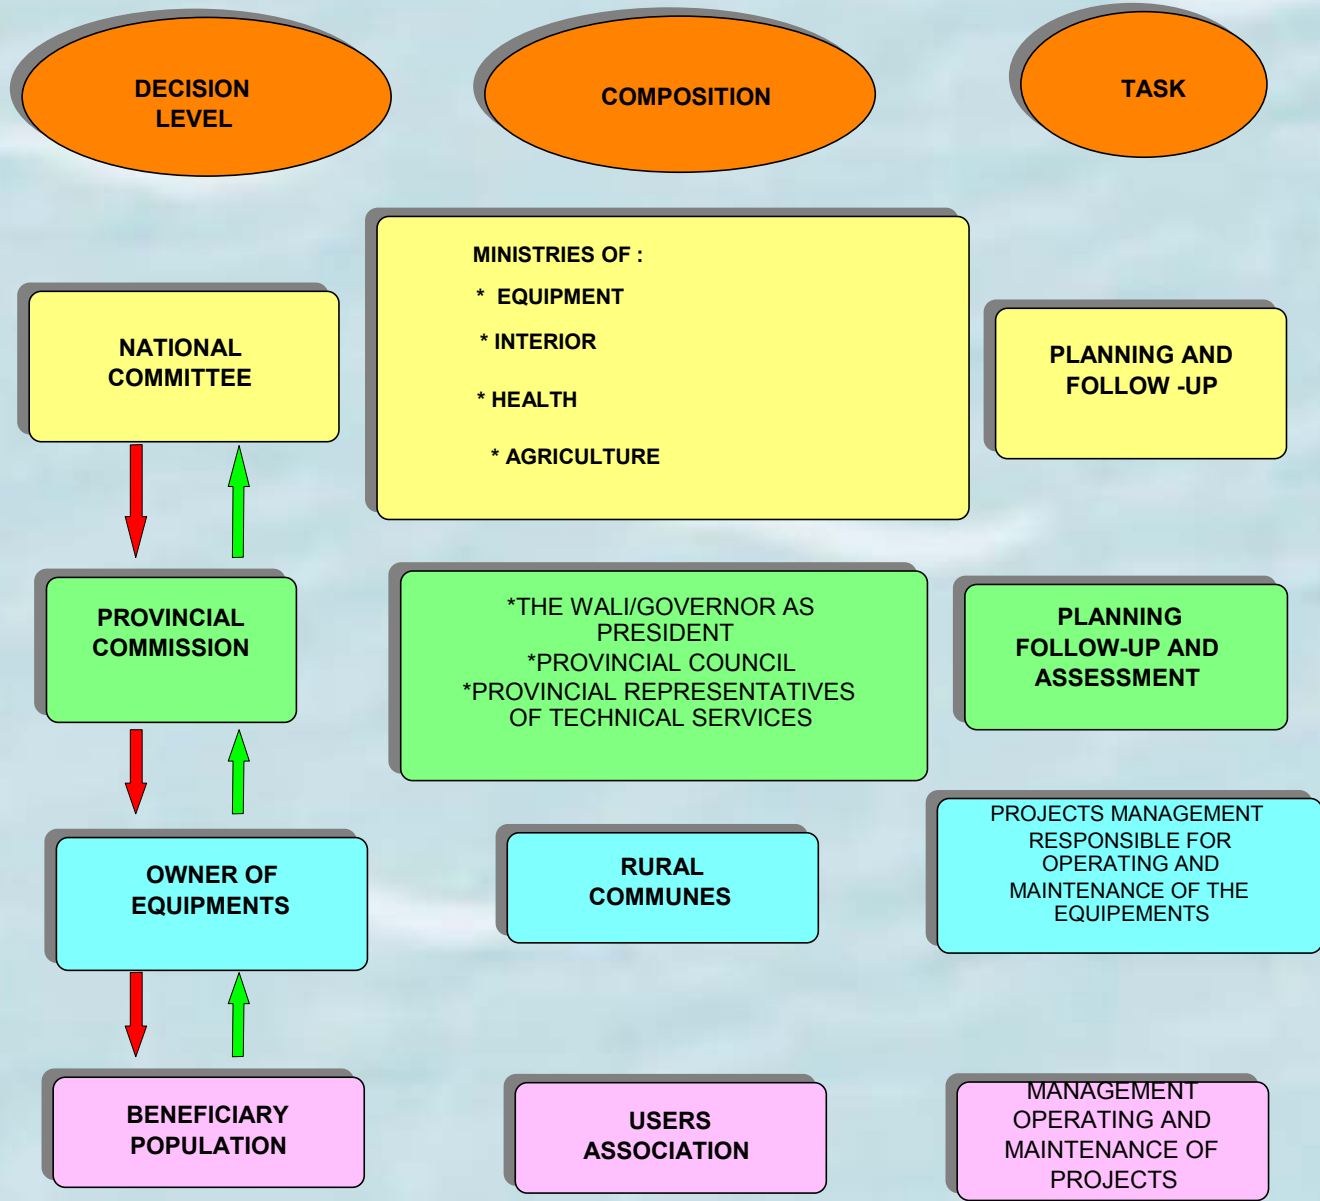 DECISION
LEVEL
COMPOSITION
TASK
NATIONAL
COMMITTEE
MINISTRIES OF :
* EQUIPMENT
* INTERIOR
* HEALTH
* AGRICULTURE
PLANNING AND
FOLLOW -UP
PROVINCIAL
COMMISSION
*THE WALI/GOVERNOR AS
PRESIDENT
*PROVINCIAL COUNCIL
*PROVINCIAL REPRESENTATIVES
OF TECHNICAL SERVICES
PLANNING
FOLLOW-UP AND
ASSESSMENT
OWNER OF
EQUIPMENTS
RURAL
COMMUNES
PROJECTS MANAGEMENT
RESPONSIBLE FOR
OPERATING AND
MAINTENANCE OF THE
EQUIPEMENTS
BENEFICIARY
POPULATION
USERS
ASSOCIATION
MANAGEMENT
OPERATING AND
MAINTENANCE OF
PROJECTS